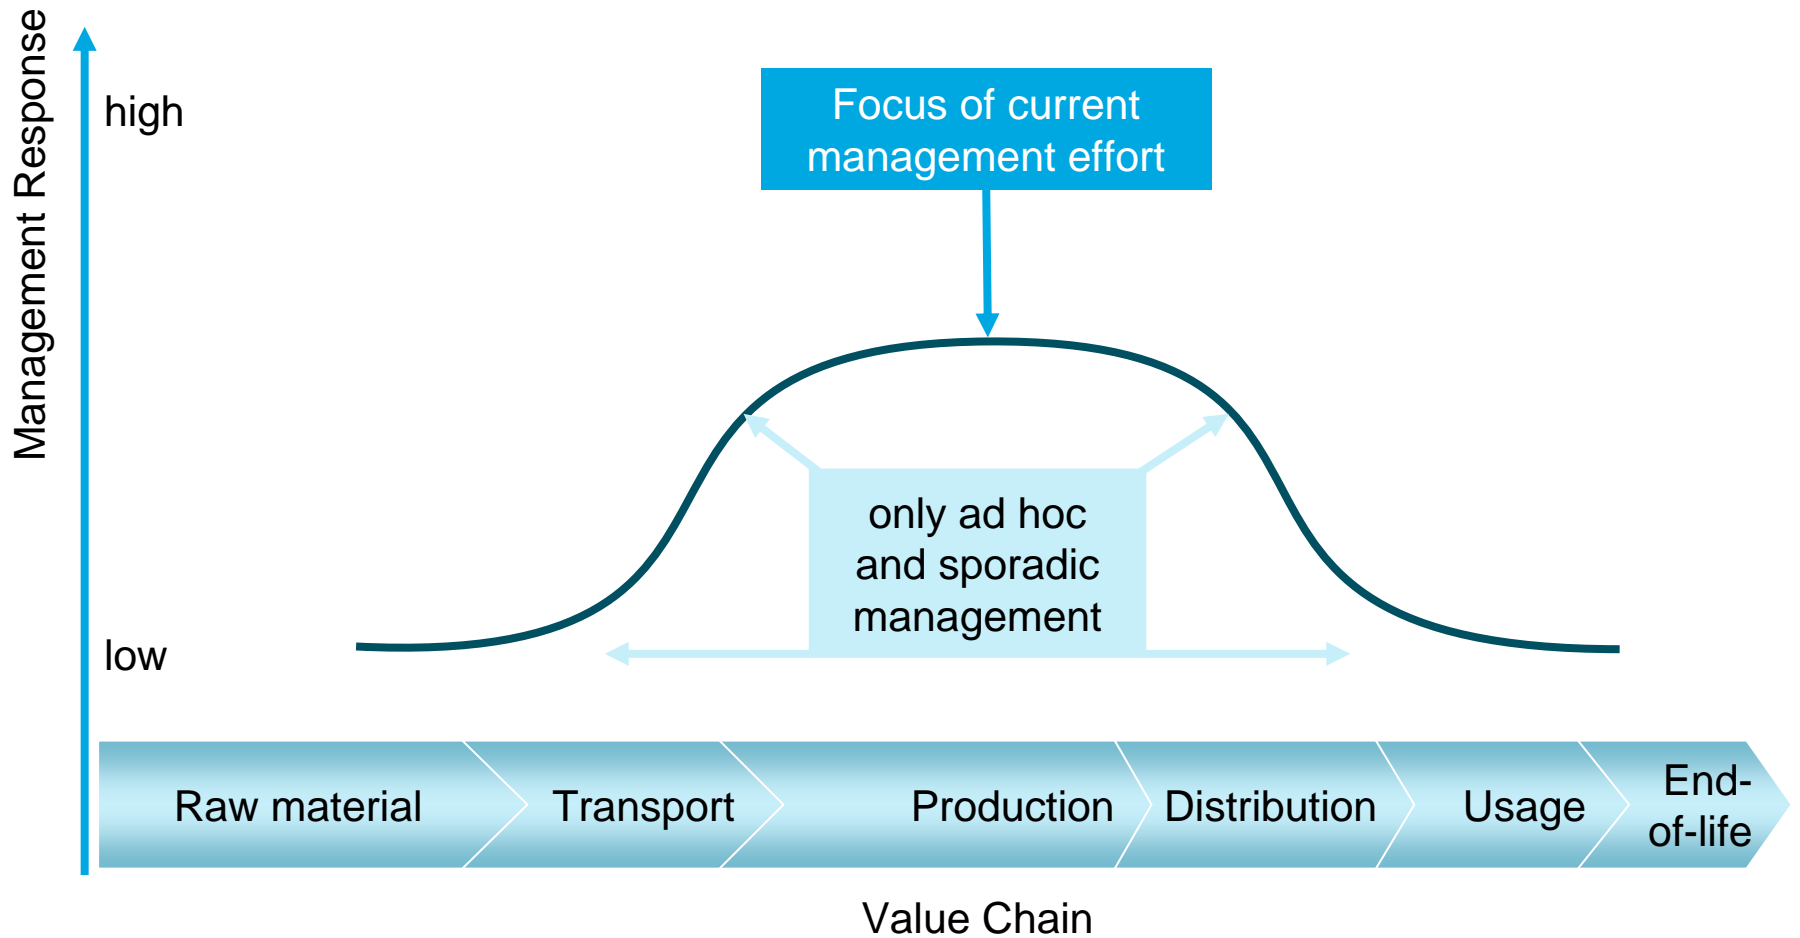 Management Response
high
Focus of current
management effort
only ad hoc
and sporadic
management
low
Raw material
Transport
Production
Distribution
Usage
End-
of-life
Value Chain